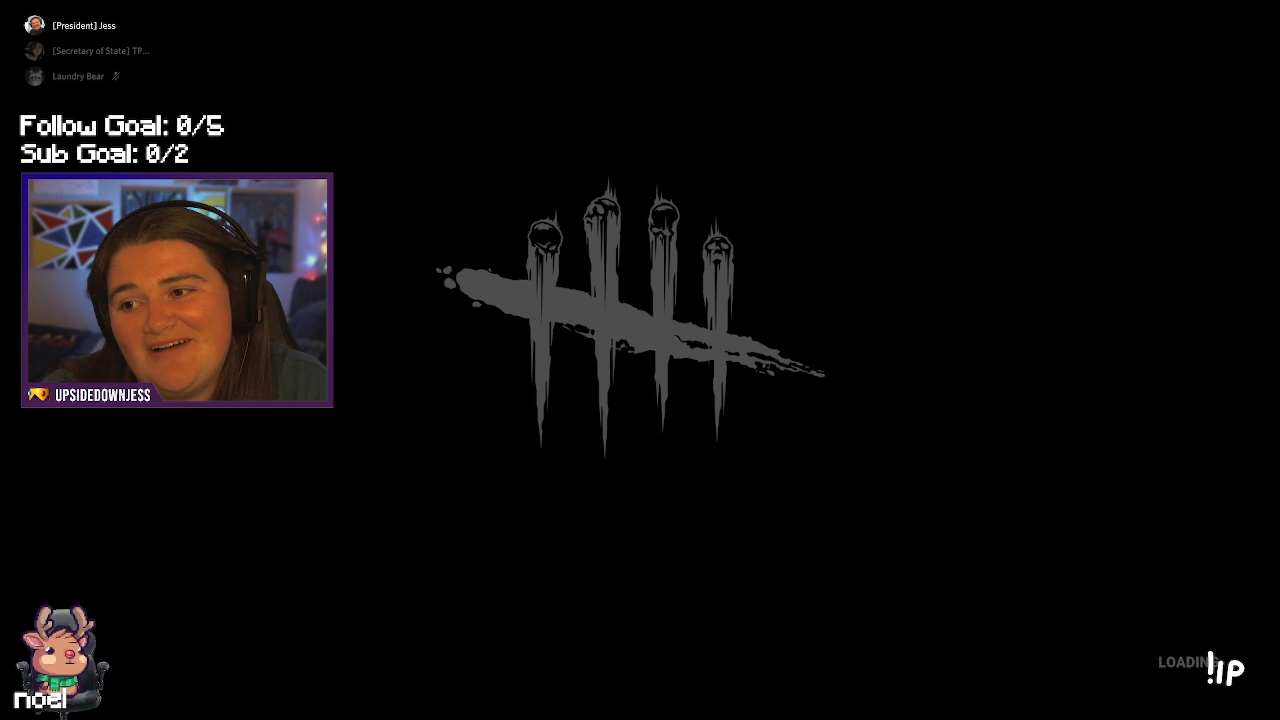 [President] Jess
[Secretary of State] TP...
Laundry Bear
Follow Goal: 0/5
Sub Goal: 0/2
UPSIDEDOWNJESS
noel
LOADING